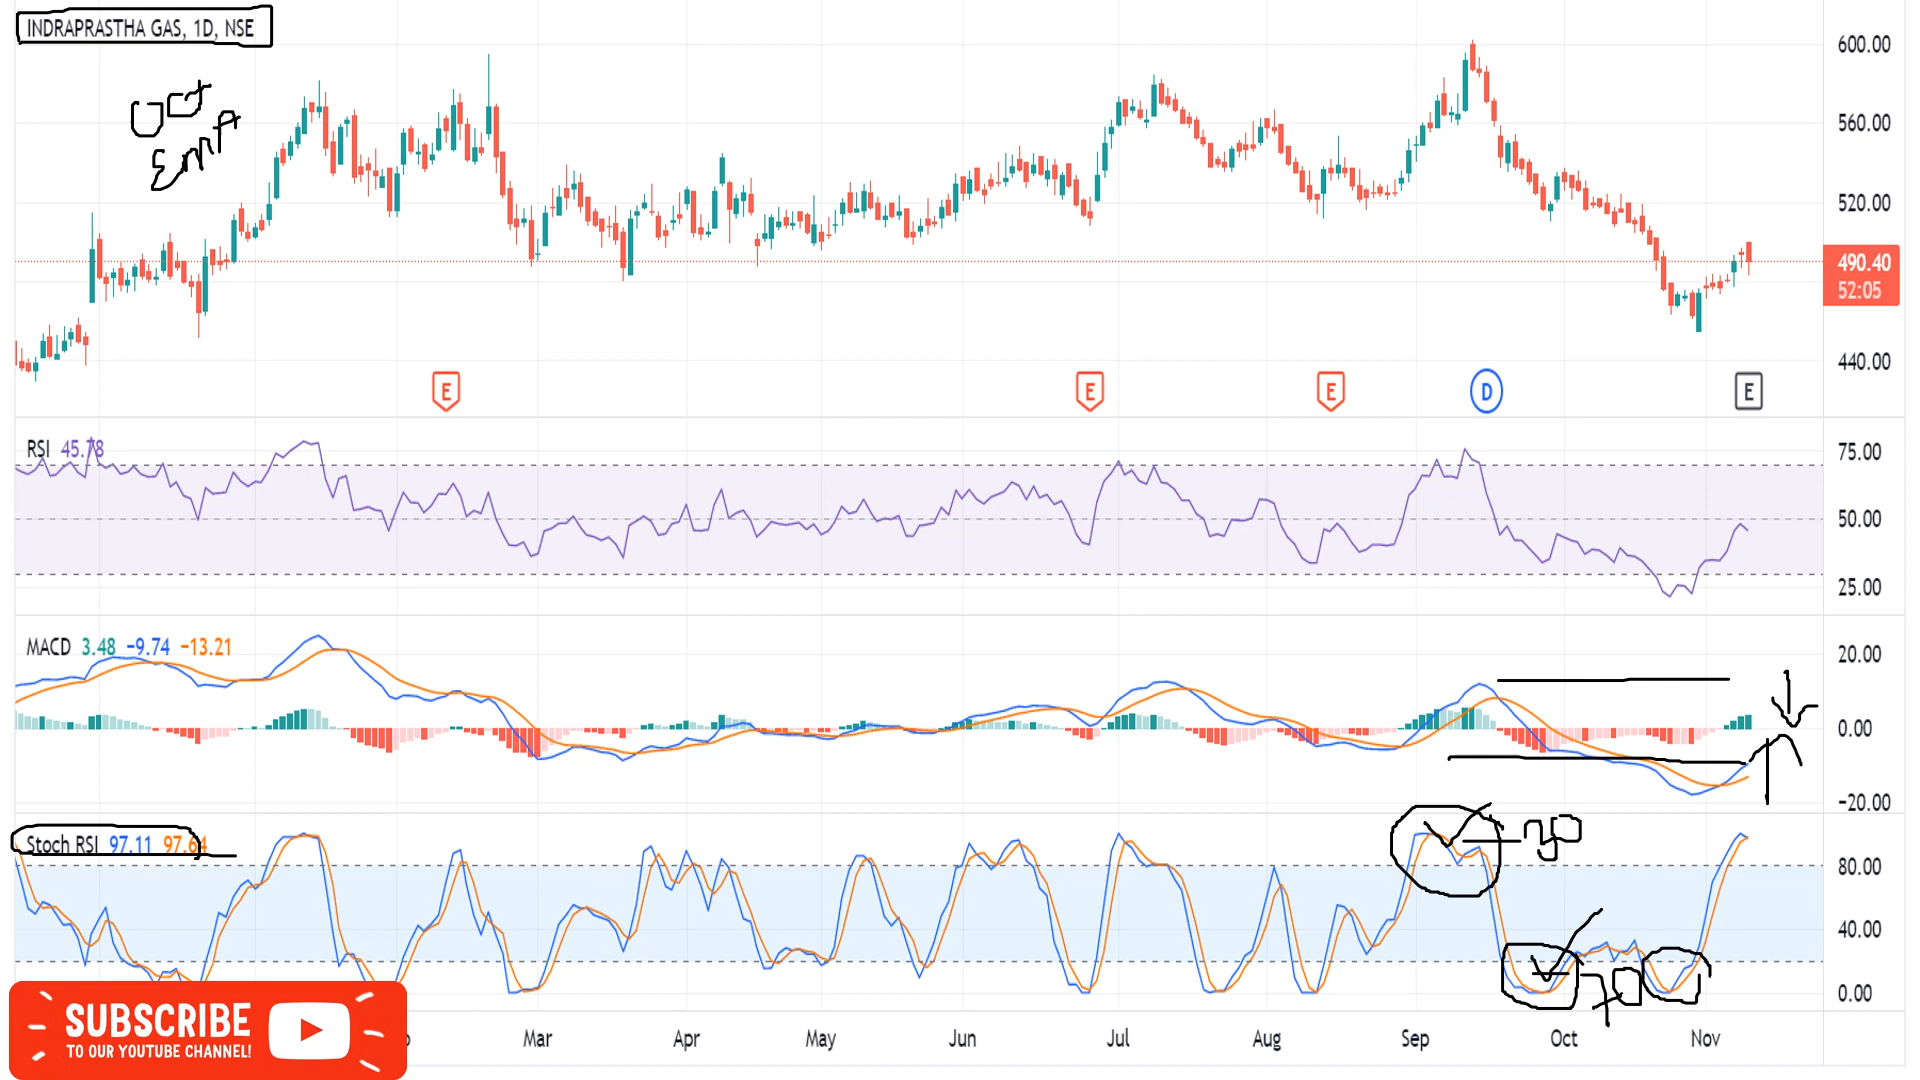 INDRAPRASTHA GAS, 1D, NSE
600.00
560.00
520.00
490.40
52:05
440.00
E E E D E
RSI 45.78
75.00
50.00
25.00
MACD 3.48 −9.74 −13.21
20.00
0.00
−20.00
Stoch RSI 97.11 97.64
30
80.00
40.00
70
0.00
SUBSCRIBE
TO OUR YOUTUBE CHANNEL!
Mar Apr May Jun Jul Aug Sep Oct Nov